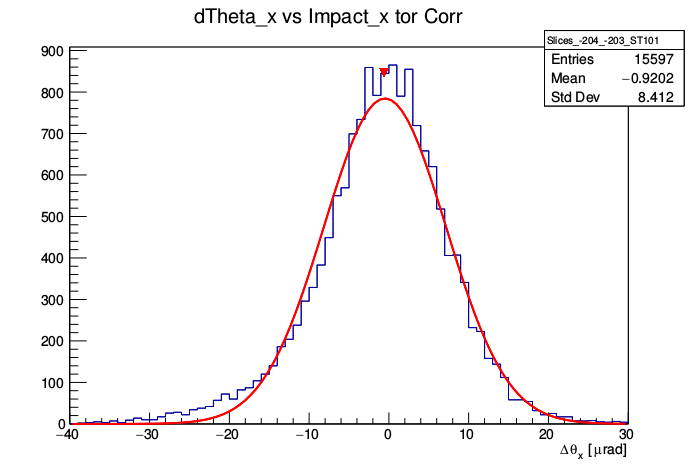 dTheta_x vs Impact_x tor Corr
Slices_-204_-203_ST101
Entries 15597
Mean −0.9202
Std Dev 8.412
900
800
700
600
500
400
300
200
100
0
−40 −30 −20 −10 0 10 20 30
Δθx [μrad]